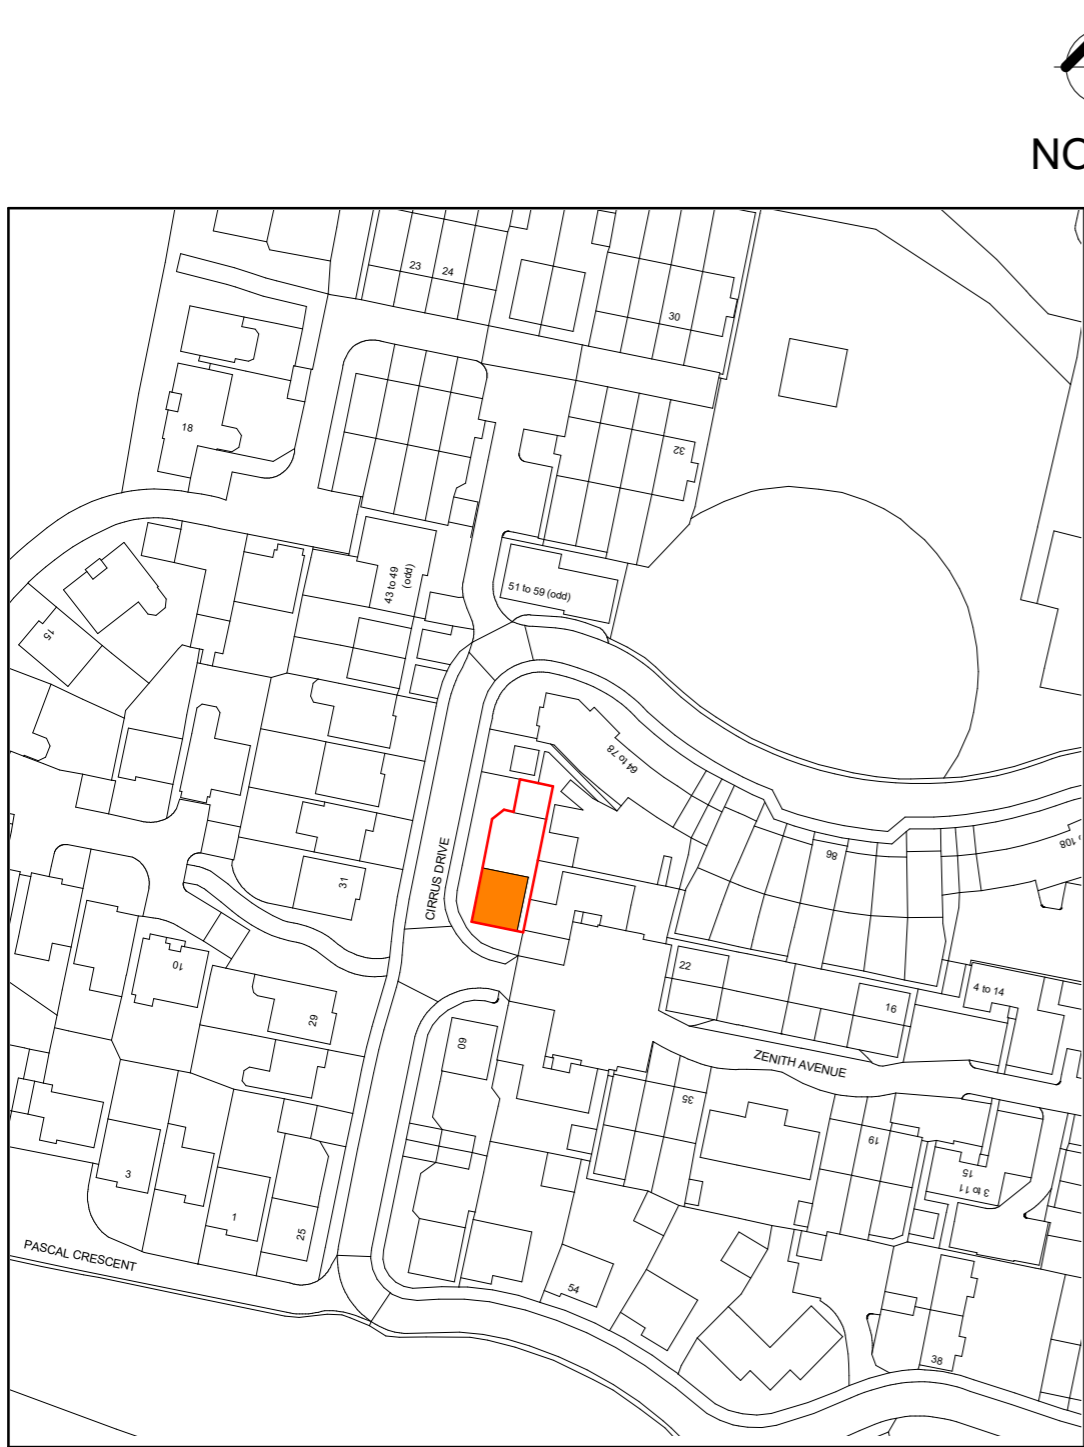 NO
23
24
30
18
32
43 to 49
(odd)
51 to 59 (odd)
15
64 to 78
CIRRUS DRIVE
98
108
31
10
22
16
4 to 14
29
60
ZENITH AVENUE
35
19
3
15
3 to 11
1
25
PASCAL CRESCENT
54
38